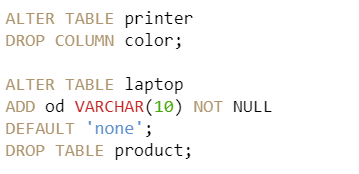 ALTER TABLE printer
DROP COLUMN color;
ALTER TABLE laptop
ADD od VARCHAR(10) NOT NULL
DEFAULT 'none';
DROP TABLE product;